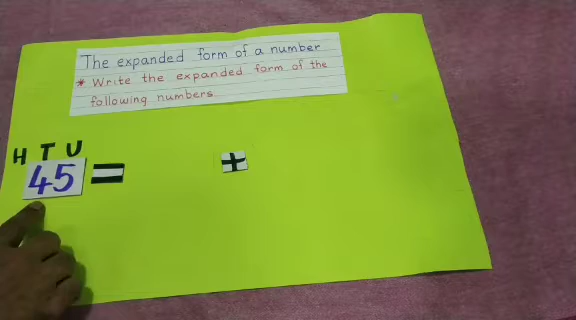 The expanded form of a number
* Write the expanded form of the
following numbers
H T U
45 = +